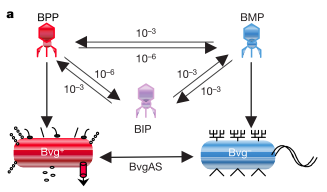 a
BPP
BMP
10⁻³
10⁻⁶
10⁻⁶
10⁻³
10⁻³
10⁻³
BIP
Bvg⁺
Bvg⁻
BvgAS